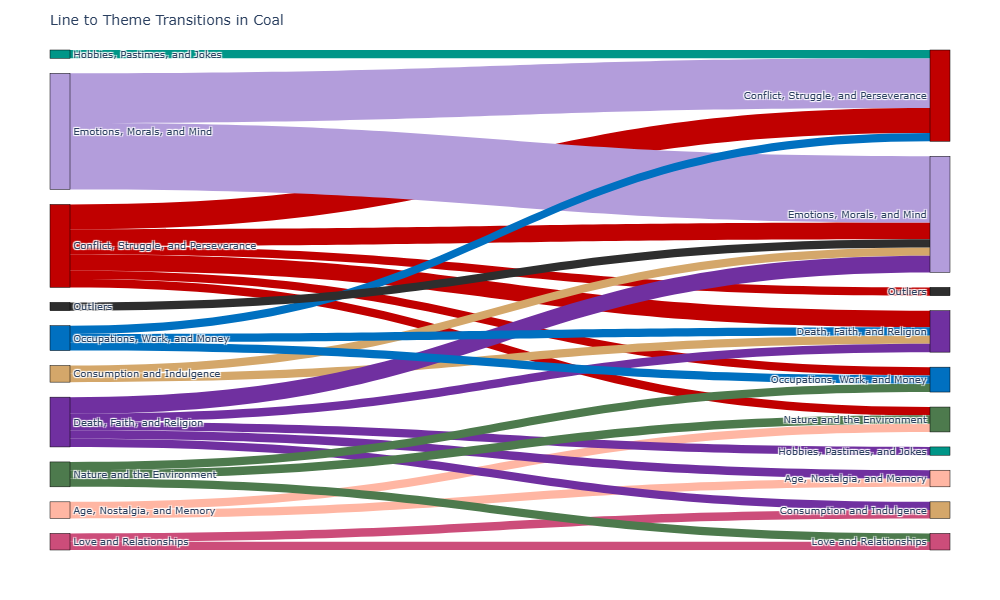 Line to Theme Transitions in Coal
Hobbies, Pastimes, and Jokes
Emotions, Morals, and Mind
Conflict, Struggle, and Perseverance
Outliers
Occupations, Work, and Money
Consumption and Indulgence
Death, Faith, and Religion
Nature and the Environment
Age, Nostalgia, and Memory
Love and Relationships
Conflict, Struggle, and Perseverance
Emotions, Morals, and Mind
Outliers
Death, Faith, and Religion
Occupations, Work, and Money
Nature and the Environment
Hobbies, Pastimes, and Jokes
Age, Nostalgia, and Memory
Consumption and Indulgence
Love and Relationships